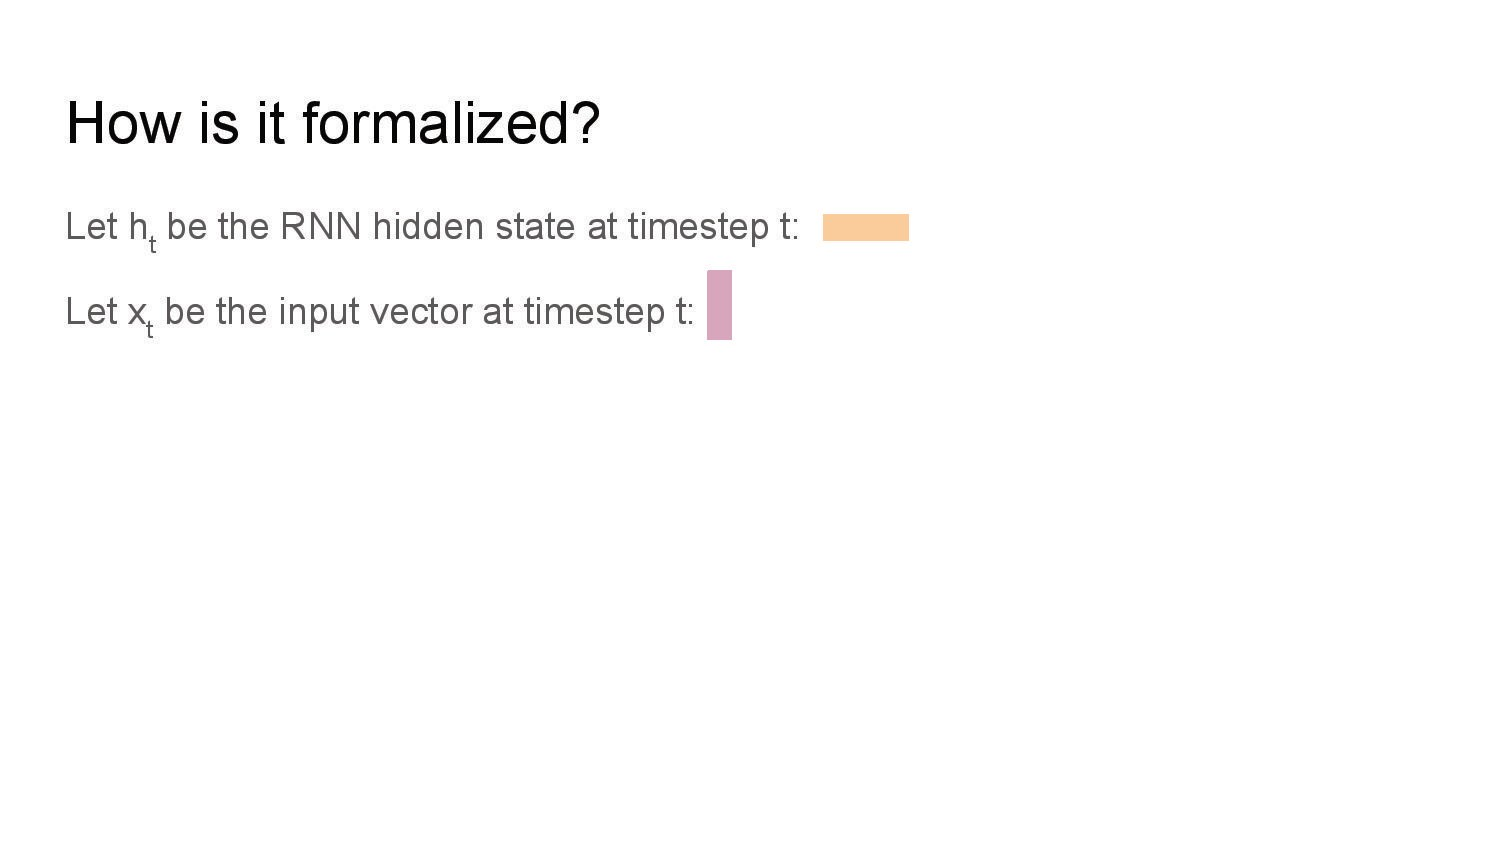 How is it formalized?
Let hₜ be the RNN hidden state at timestep t:
Let xₜ be the input vector at timestep t: